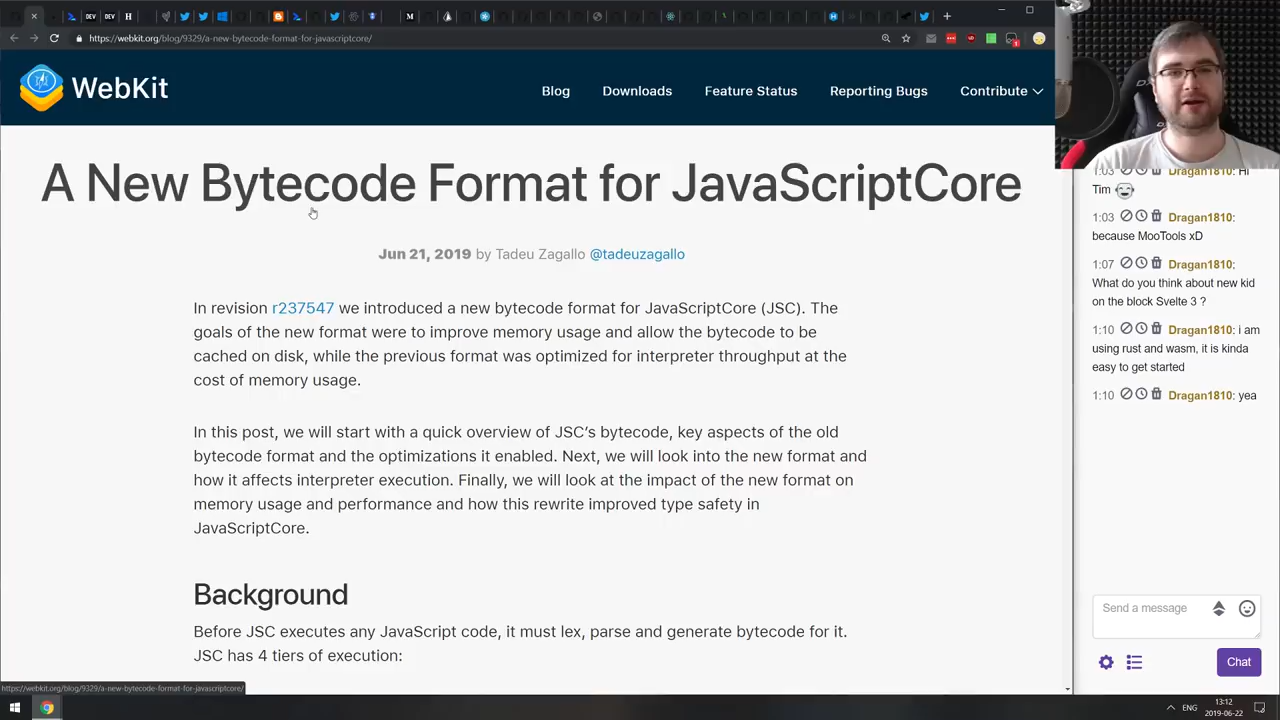 DEV
DEV
H
M
https://webkit.org/blog/9329/a-new-bytecode-format-for-javascriptcore/
WebKit
Blog
Downloads
Feature Status
Reporting Bugs
Contribute
A New Bytecode Format for JavaScriptCore
Jun 21, 2019 by Tadeu Zagallo @tadeuzagallo
In revision r237547 we introduced a new bytecode format for JavaScriptCore (JSC). The
goals of the new format were to improve memory usage and allow the bytecode to be
cached on disk, while the previous format was optimized for interpreter throughput at the
cost of memory usage.
In this post, we will start with a quick overview of JSC’s bytecode, key aspects of the old
bytecode format and the optimizations it enabled. Next, we will look into the new format and
how it affects interpreter execution. Finally, we will look at the impact of the new format on
memory usage and performance and how this rewrite improved type safety in
JavaScriptCore.
Background
Before JSC executes any JavaScript code, it must lex, parse and generate bytecode for it.
JSC has 4 tiers of execution:
https://webkit.org/blog/9329/a-new-bytecode-format-for-javascriptcore/
1:03 Dragan1810: Hi
Tim
1:03 Dragan1810:
because MooTools xD
1:07 Dragan1810:
What do you think about new kid
on the block Svelte 3 ?
1:10 Dragan1810: i am
using rust and wasm, it is kinda
easy to get started
1:10 Dragan1810: yea
Send a message
Chat
ENG
13:12
2019-06-22